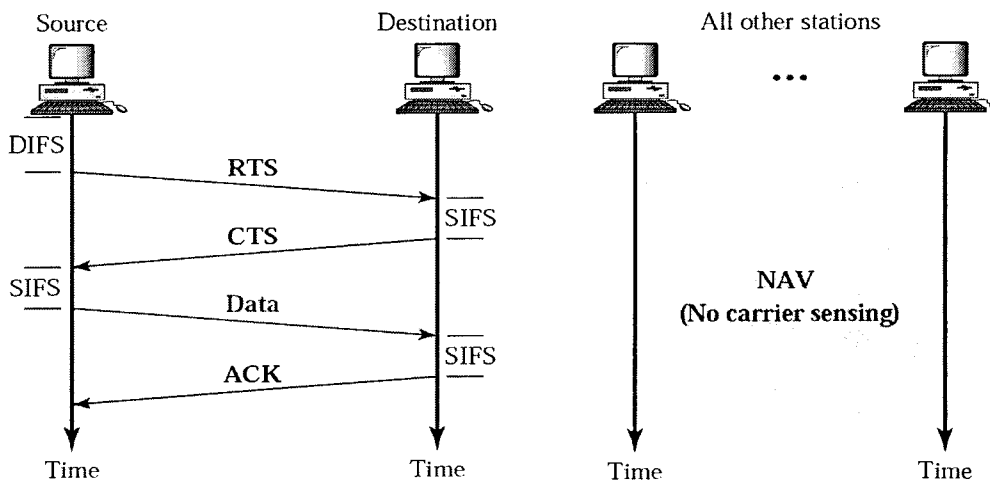 Source
Destination
All other stations
...
DIFS
RTS
SIFS
CTS
SIFS
Data
NAV
(No carrier sensing)
SIFS
ACK
Time
Time
Time
Time